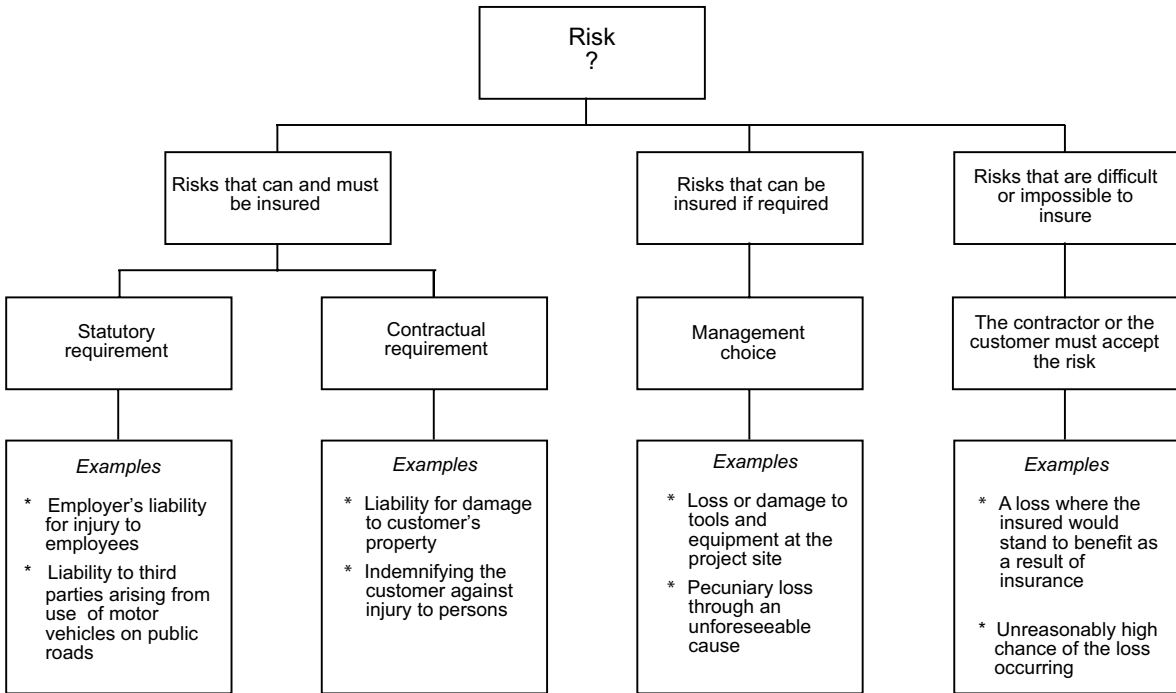 Risk
?
Risks that can and must
be insured
Risks that can be
insured if required
Risks that are difficult
or impossible to
insure
Statutory
requirement
Contractual
requirement
Management
choice
The contractor or the
customer must accept
the risk
Examples
* Employer's liability
for injury to
employees
* Liability to third
parties arising from
use of motor
vehicles on public
roads
Examples
* Liability for damage
to customer's
property
* Indemnifying the
customer against
injury to persons
Examples
* Loss or damage to
tools and
equipment at the
project site
* Pecuniary loss
through an
unforeseeable
cause
Examples
* A loss where the
insured would
stand to benefit as
a result of
insurance
* Unreasonably high
chance of the loss
occurring